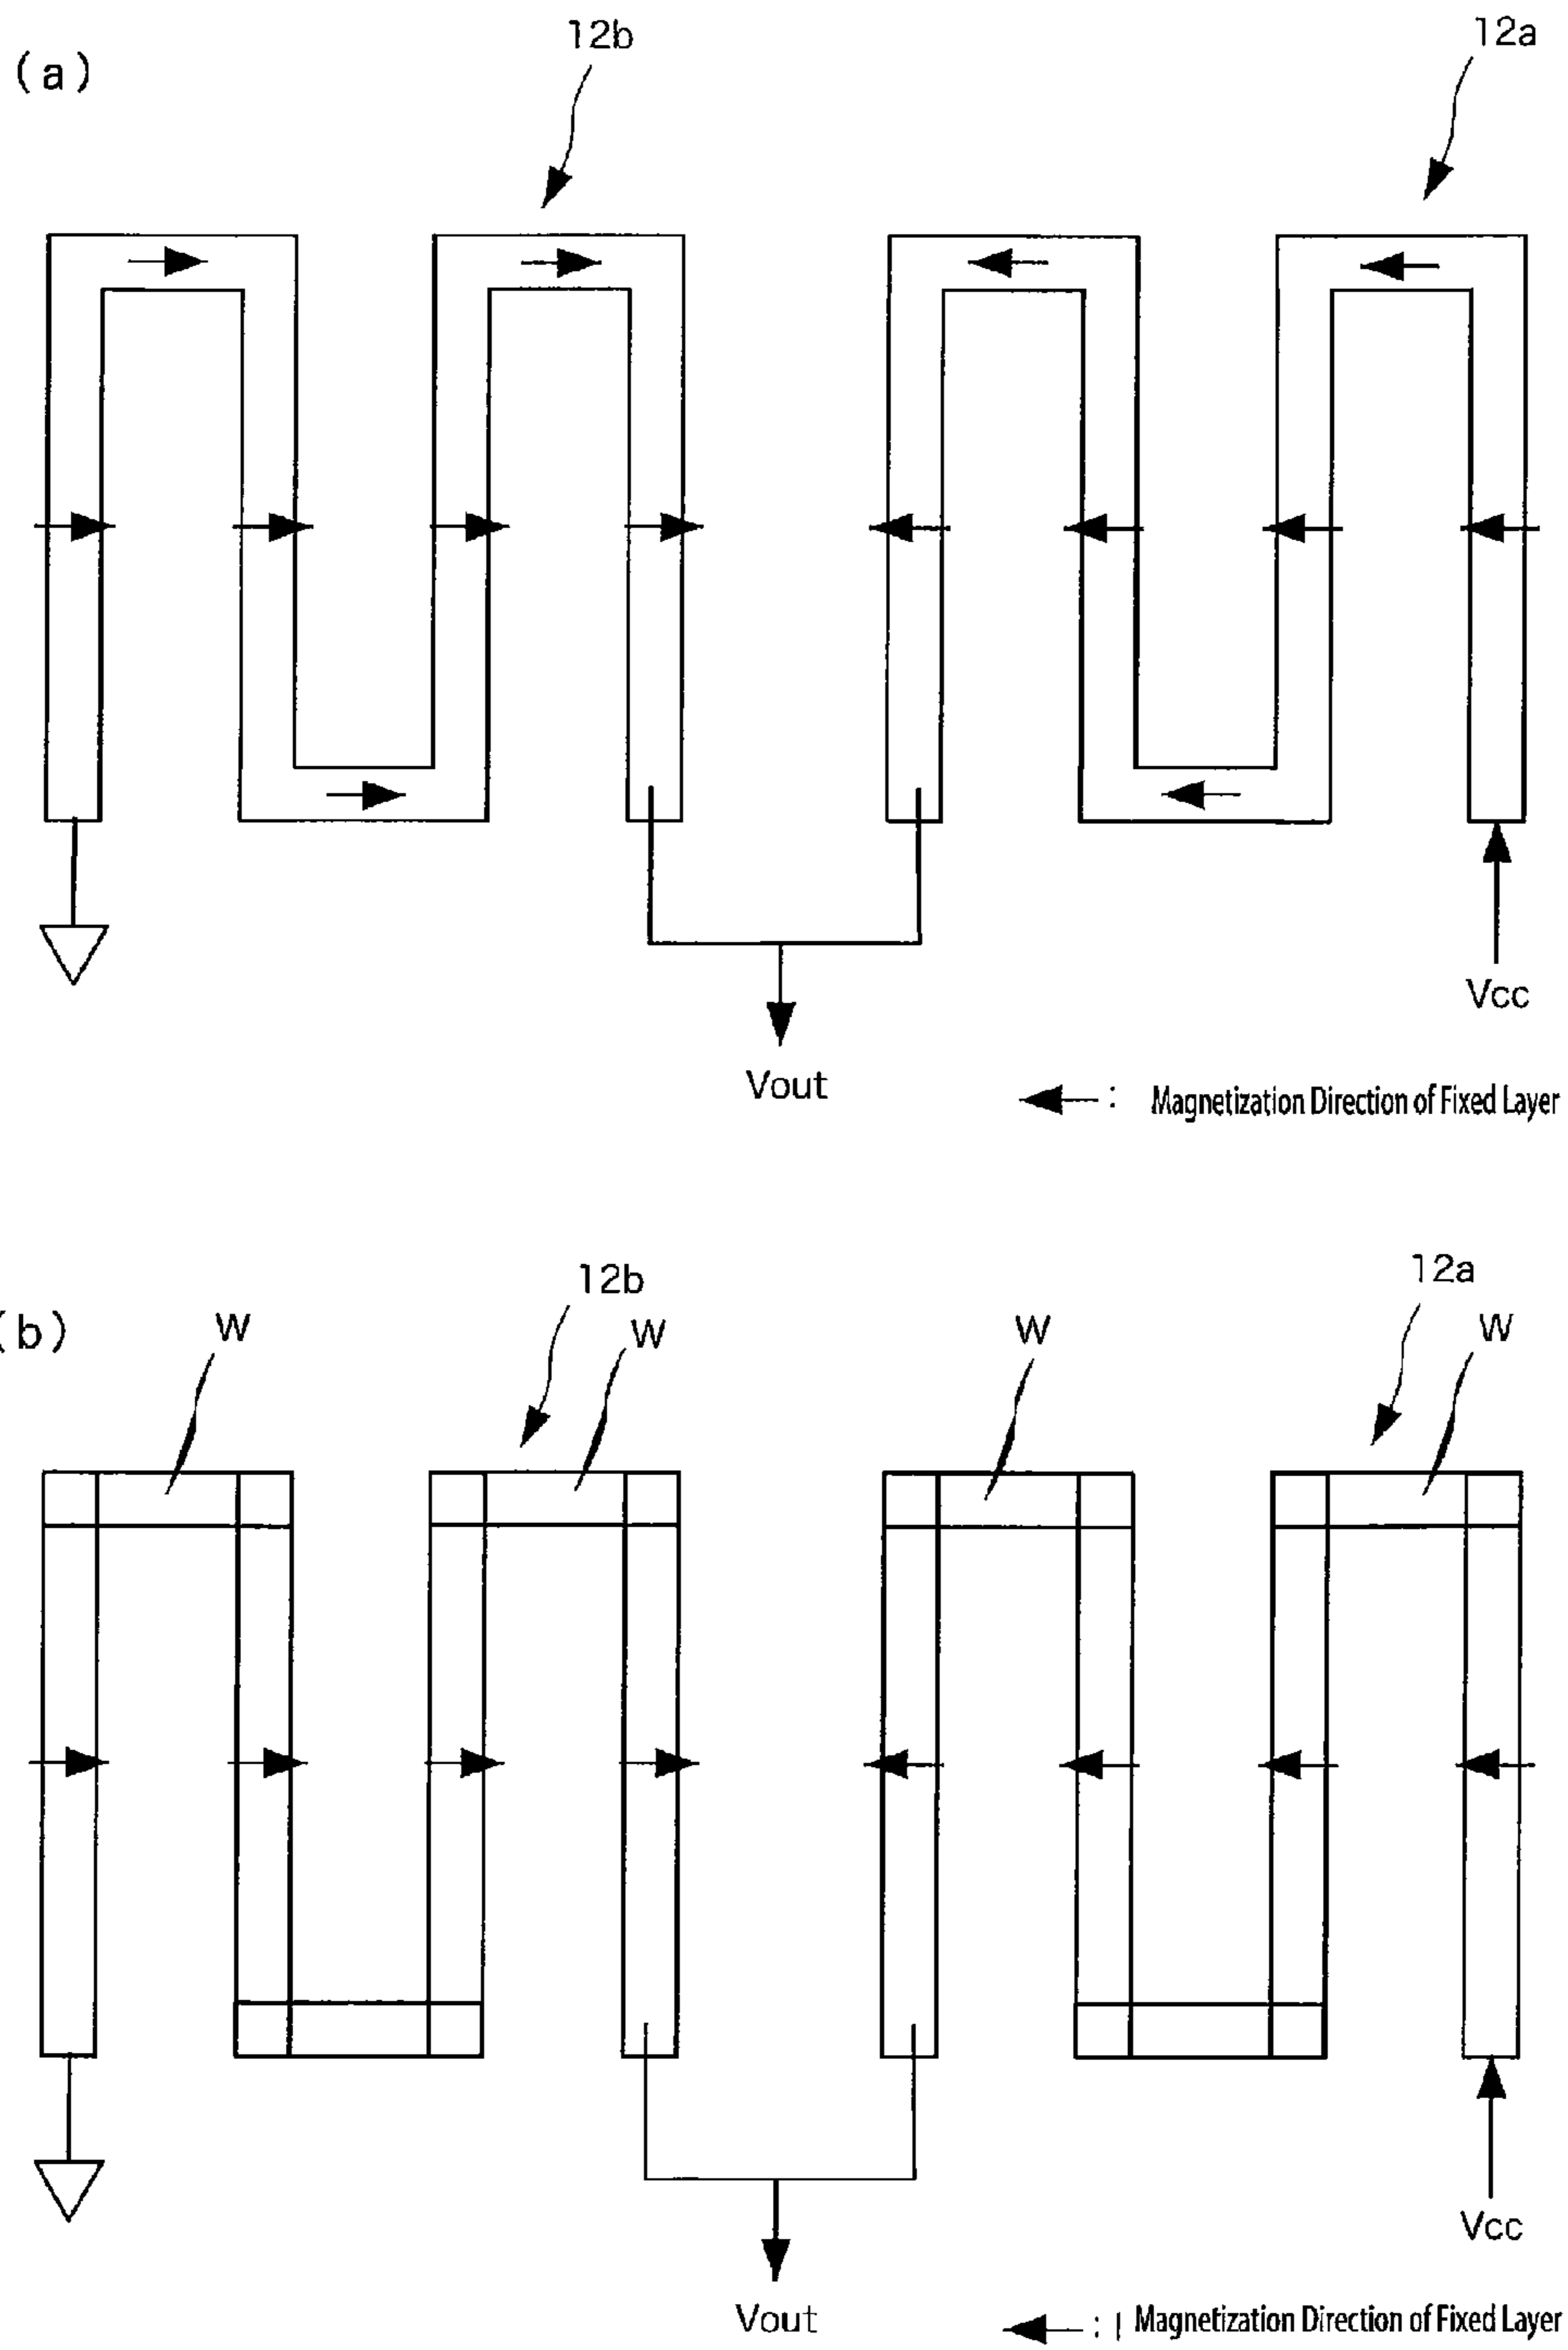 (a)
12b
12a
Vcc
Vout
: Magnetization Direction of Fixed Layer
(b)
12b
12a
W
W
W
W
Vcc
Vout
: | Magnetization Direction of Fixed Layer